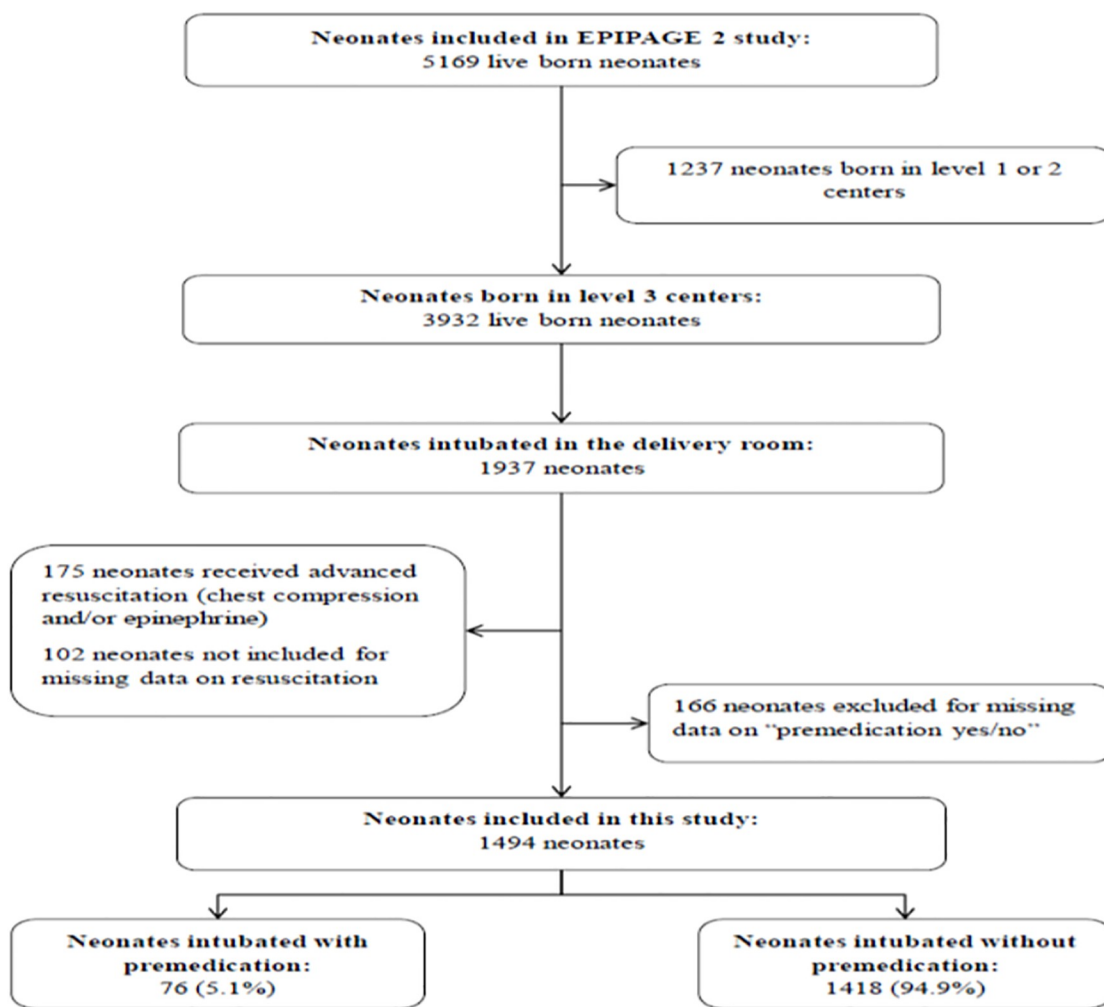 Neonates included in EPIPAGE 2 study:
5169 live born neonates
1237 neonates born in level 1 or 2
centers
Neonates born in level 3 centers:
3932 live born neonates
Neonates intubated in the delivery room:
1937 neonates
175 neonates received advanced
resuscitation (chest compression
and/or epinephrine)
102 neonates not included for
missing data on resuscitation
166 neonates excluded for missing
data on “premedication yes/no”
Neonates included in this study:
1494 neonates
Neonates intubated with
premedication:
76 (5.1%)
Neonates intubated without
premedication:
1418 (94.9%)